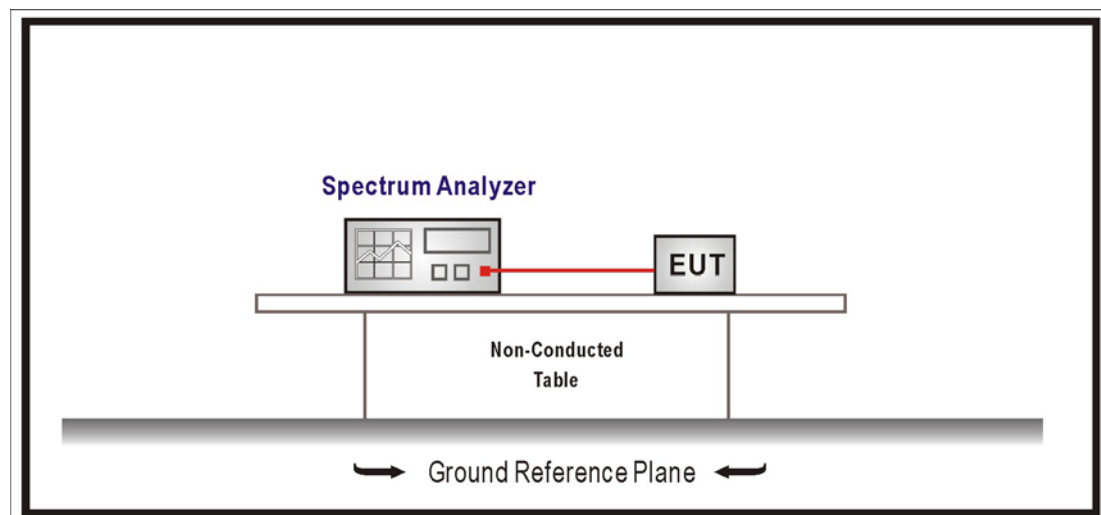 Spectrum Analyzer
EUT
Non-Conducted
Table
Ground Reference Plane